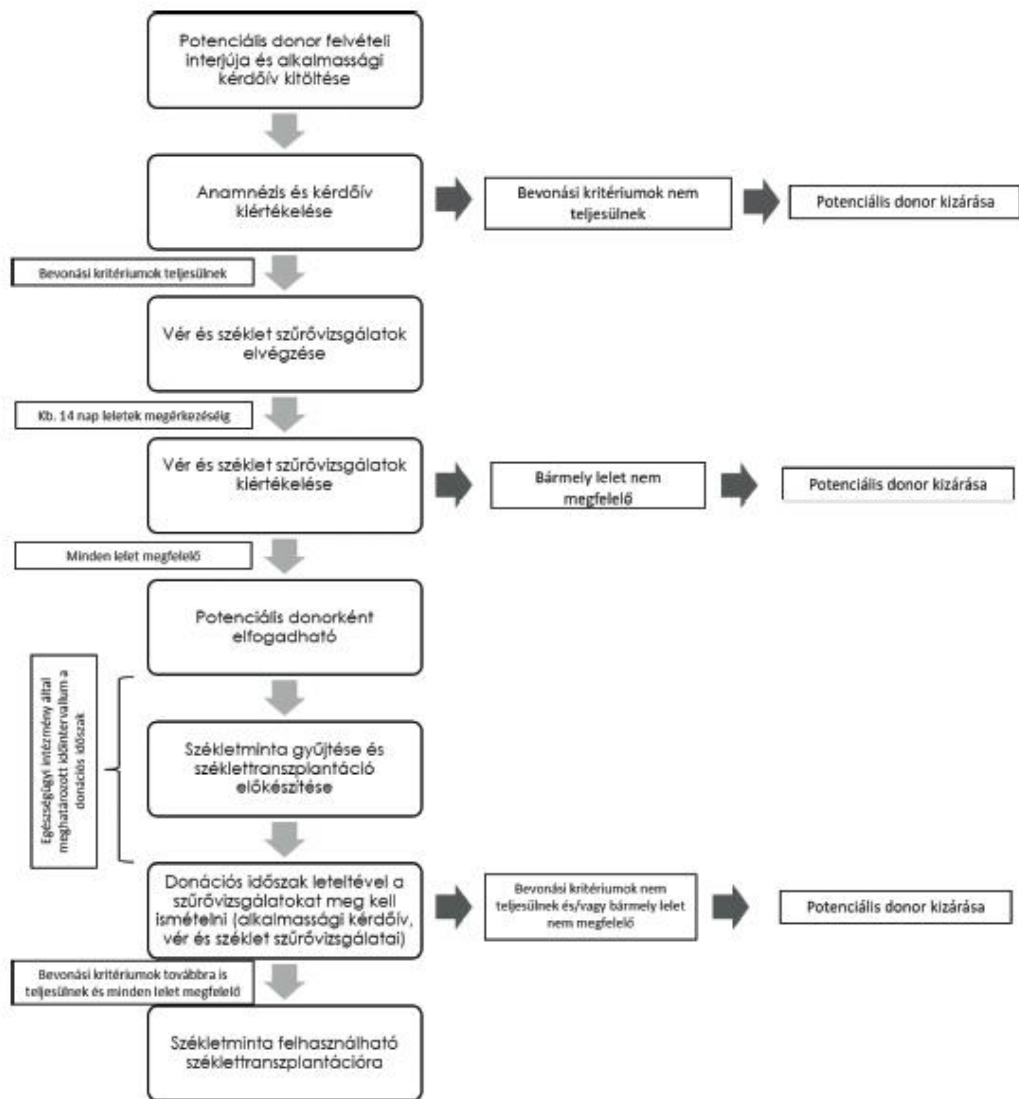 Potenciális donor felvételi
interjúja és alkalmassági
kérdőív kitöltése
Anamnézis és kérdőív
kiértékelése
Bevonási kritériumok nem
teljesülnek
Potenciális donor kizárása
Bevonási kritériumok teljesülnek
Vér és széklet szűrővizsgálatok
elvégzése
Kb. 14 nap leletek megérkezéséig
Vér és széklet szűrővizsgálatok
kiértékelése
Bármely lelet nem
megfelelő
Potenciális donor kizárása
Minden lelet megfelelő
Potenciális donorként
elfogadható
Egészségügyi intézmény által
meghatározott időintervallum a
donációs időszak
Székletminta gyűjtése és
széklettranszplantáció
előkészítése
Donációs időszak leteltével a
szűrővizsgálatokat meg kell
ismételni (alkalmassági kérdőív,
vér és széklet szűrővizsgálatai)
Bevonási kritériumok nem
teljesülnek és/vagy bármely lelet
nem megfelelő
Potenciális donor kizárása
Bevonási kritériumok továbbra is
teljesülnek és minden lelet megfelelő
Székletminta felhasználható
széklettranszplantációra